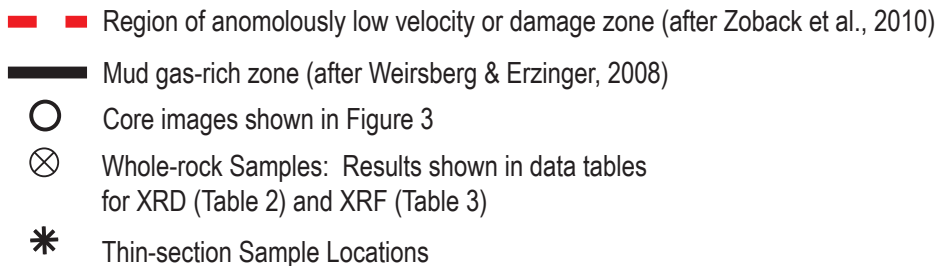 Region of anomolously low velocity or damage zone (after Zoback et al., 2010)
Mud gas-rich zone (after Weirsberg & Erzinger, 2008)
Core images shown in Figure 3
Whole-rock Samples: Results shown in data tables
for XRD (Table 2) and XRF (Table 3)
Thin-section Sample Locations